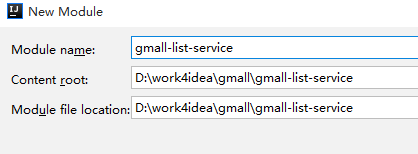 New Module
Module name: gmall-list-service
Content root: D:\work4idea\gmall\gmall-list-service
Module file location: D:\work4idea\gmall\gmall-list-service